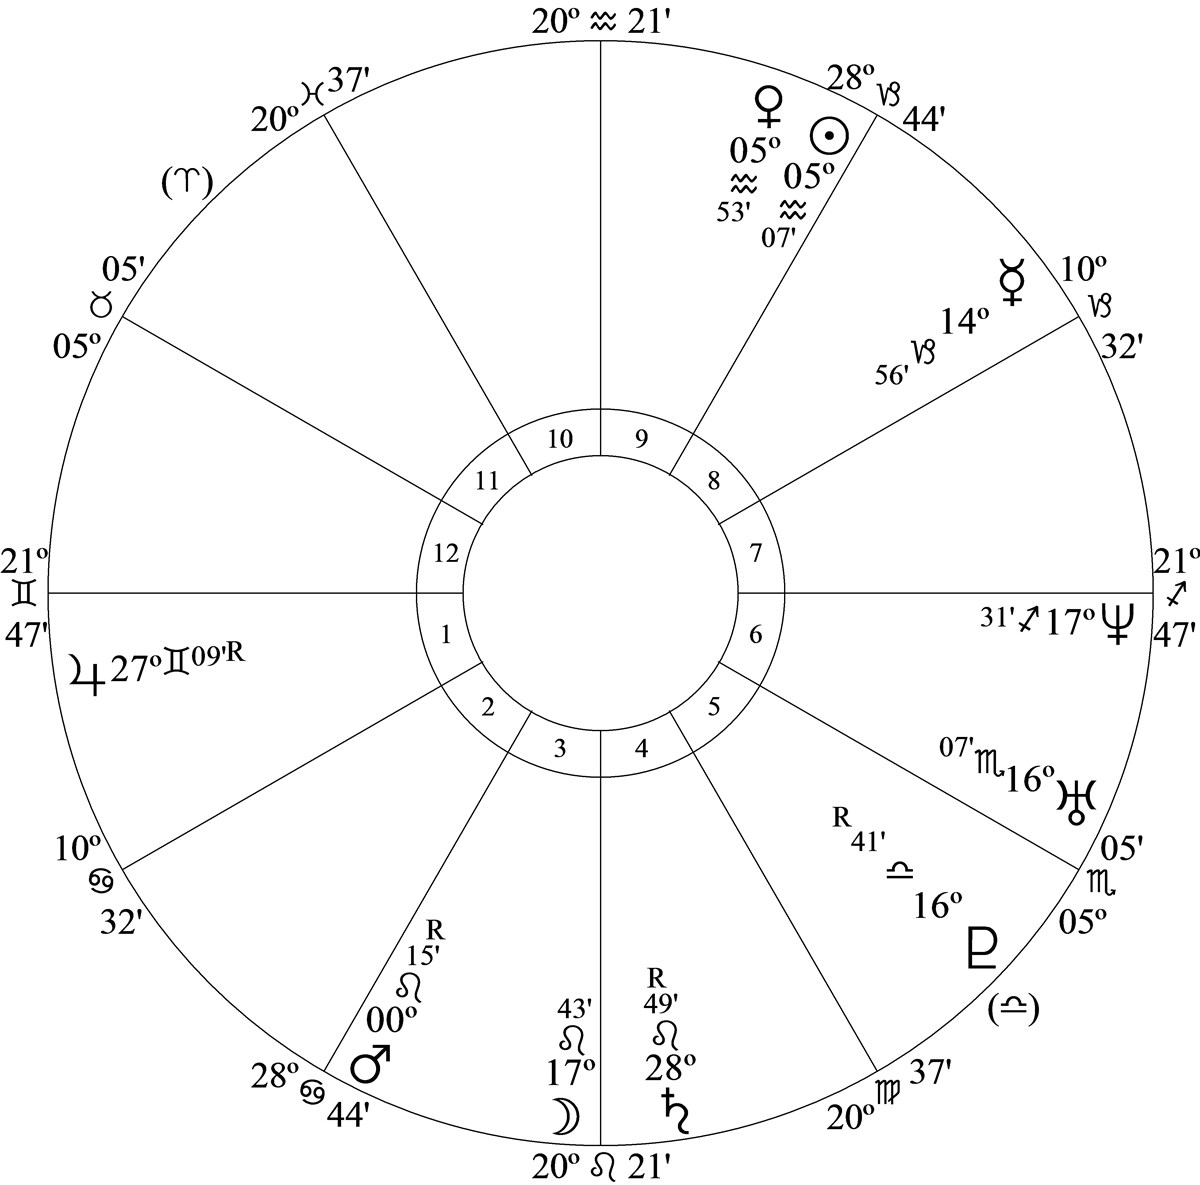 20º ♒ 21'
28º ♑ 44'
10º ♑ 32'
21º ♐ 47'
05' ♏ 05º
(♎)
37' ♍ 20º
20º ♌ 21'
28º ♋ 44'
10º ♋ 32'
21º ♊ 47'
05' ♉ 05º
(♈)
20º ♓ 37'
♀ 05º ♒ 53'
☉ 05º ♒ 07'
☿ 14º ♑ 56'
31' ♐ 17º ♆
07' ♏ 16º ♅
R 41' ♎ 16º ♇
R 49' ♌ 28º ♄
43' ♌ 17º ☽
R 15' ♌ 00º ♂
♃ 27º ♊ 09' R
10
9
11
8
12
7
1
6
2
5
3
4